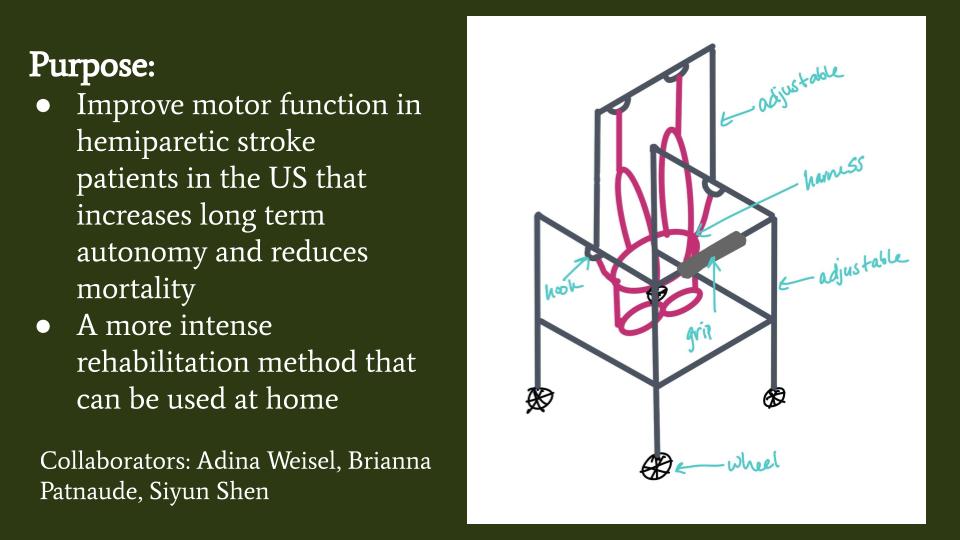 Purpose:
● Improve motor function in
hemiparetic stroke
patients in the US that
increases long term
autonomy and reduces
mortality
● A more intense
rehabilitation method that
can be used at home
Collaborators: Adina Weisel, Brianna
Patnaude, Siyun Shen
adjustable
harness
adjustable
hook
grip
wheel